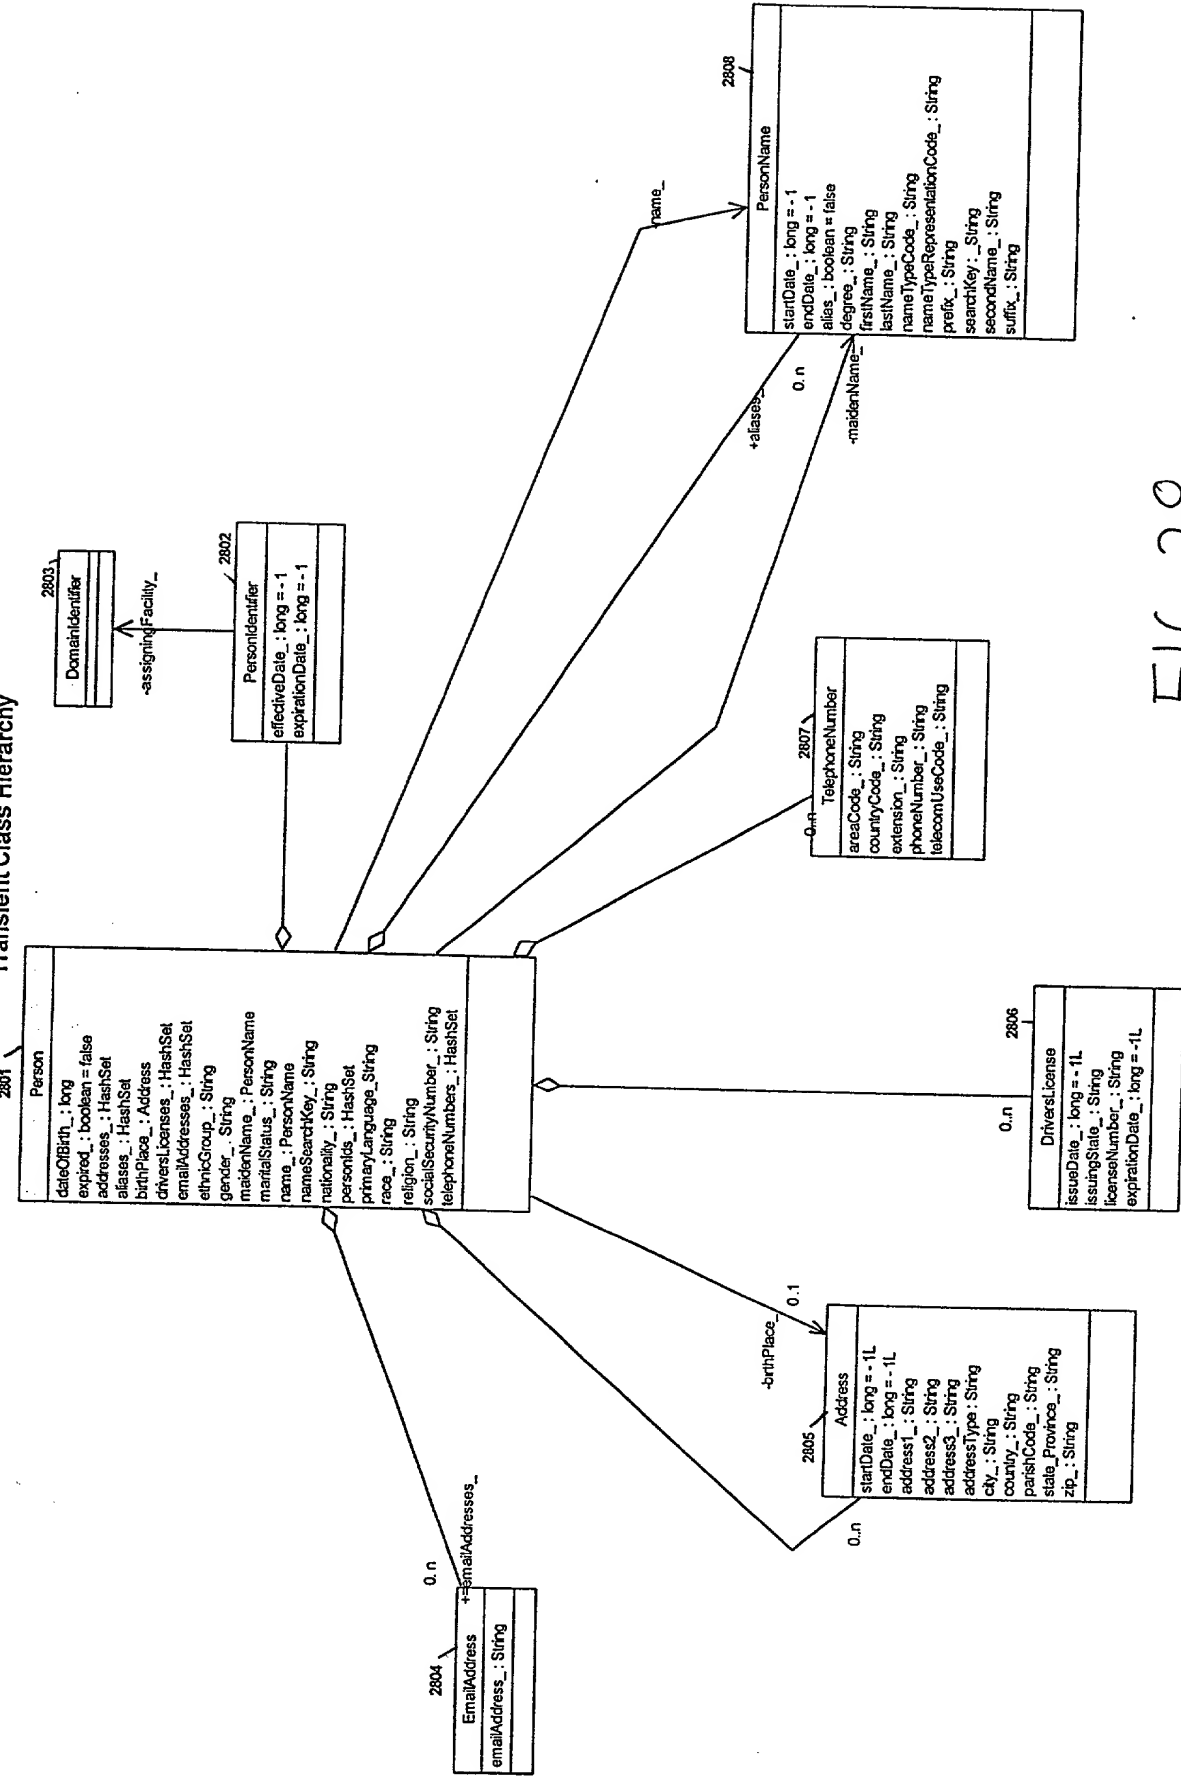 Transient Class Hierarchy
2801
Person
dateOfBirth_: long
expired_: boolean = false
addresses_: HashSet
aliases_: HashSet
birthPlace_: Address
driversLicenses_: HashSet
emailAddresses_: HashSet
ethnicGroup_: String
gender_. String
maidenName_: PersonName
maritalStatus_: String
name_: PersonName
nameSearchKey_: String
nationality_: String
personIds_: HashSet
primaryLanguage_String
race_: String
religion_: String
socialSecurityNumber_: String
telephoneNumbers_: HashSet
2803
DomainIdentifier
-assigningFacility_
2802
PersonIdentifier
effectiveDate_: long = -1
expirationDate_: long = -1
name_
2808
PersonName
startDate_: long = -1
endDate_: long = -1
alias_: boolean = false
degree_: String
firstName_: String
lastName_: String
nameTypeCode_: String
nameTypeRepresentationCode_: String
prefix_: String
searchKey:_String
secondName_: String
suffix_: String
+aliases_
0.n
-maidenName_
2804
EmailAddress
emailAddress_: String
0.n
+=emailAddresses_
2805
Address
startDate_: long = -1L
endDate_: long = -1L
address1_: String
address2_: String
address3_: String
addressType: String
city_: String
country_: String
parishCode_: String
state_Province_: String
zip_: String
0..n
-birthPlace_
0.1
2806
DriversLicense
issueDate_: long = -1L
issuingState_: String
licenseNumber_: String
expirationDate_: long = -1L
0..n
2807
TelephoneNumber
areaCode_: String
countryCode_: String
extension_: String
phoneNumber_: String
telecomUseCode_: String
0..n